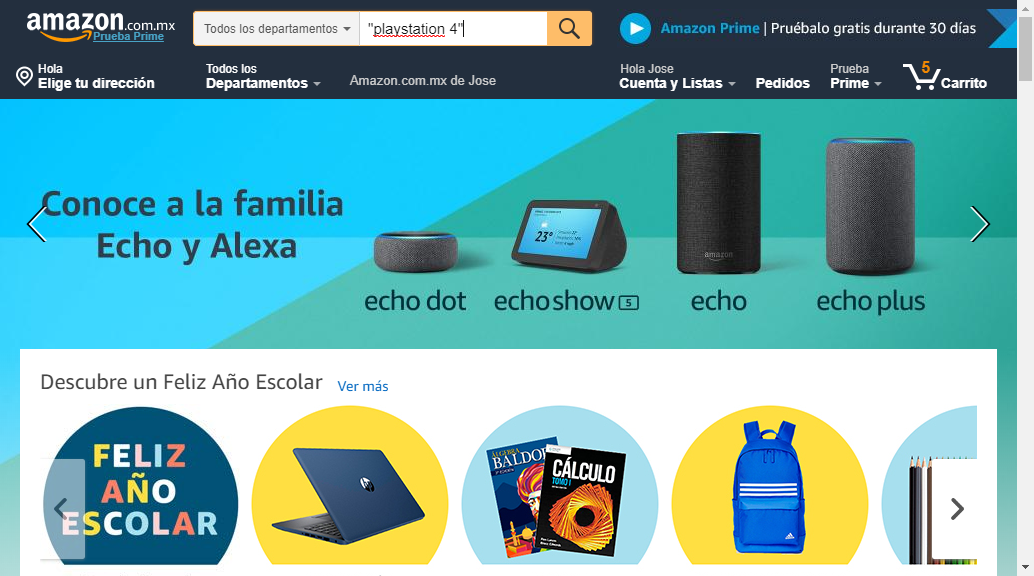 amazon.com.mx
Prueba Prime
Todos los departamentos
"playstation 4"
Amazon Prime | Pruébalo gratis durante 30 días
Hola
Elige tu dirección
Todos los
Departamentos
Amazon.com.mx de Jose
Hola Jose
Cuenta y Listas
Pedidos
Prueba
Prime
5
Carrito
Conoce a la familia
Echo y Alexa
23°
amazon
echo dot
echo show 5
echo
echo plus
Descubre un Feliz Año Escolar
Ver más
FELIZ
AÑO
ESCOLAR
hp
ÁLGEBRA
BALDOR
CÁLCULO
TOMO I
adidas